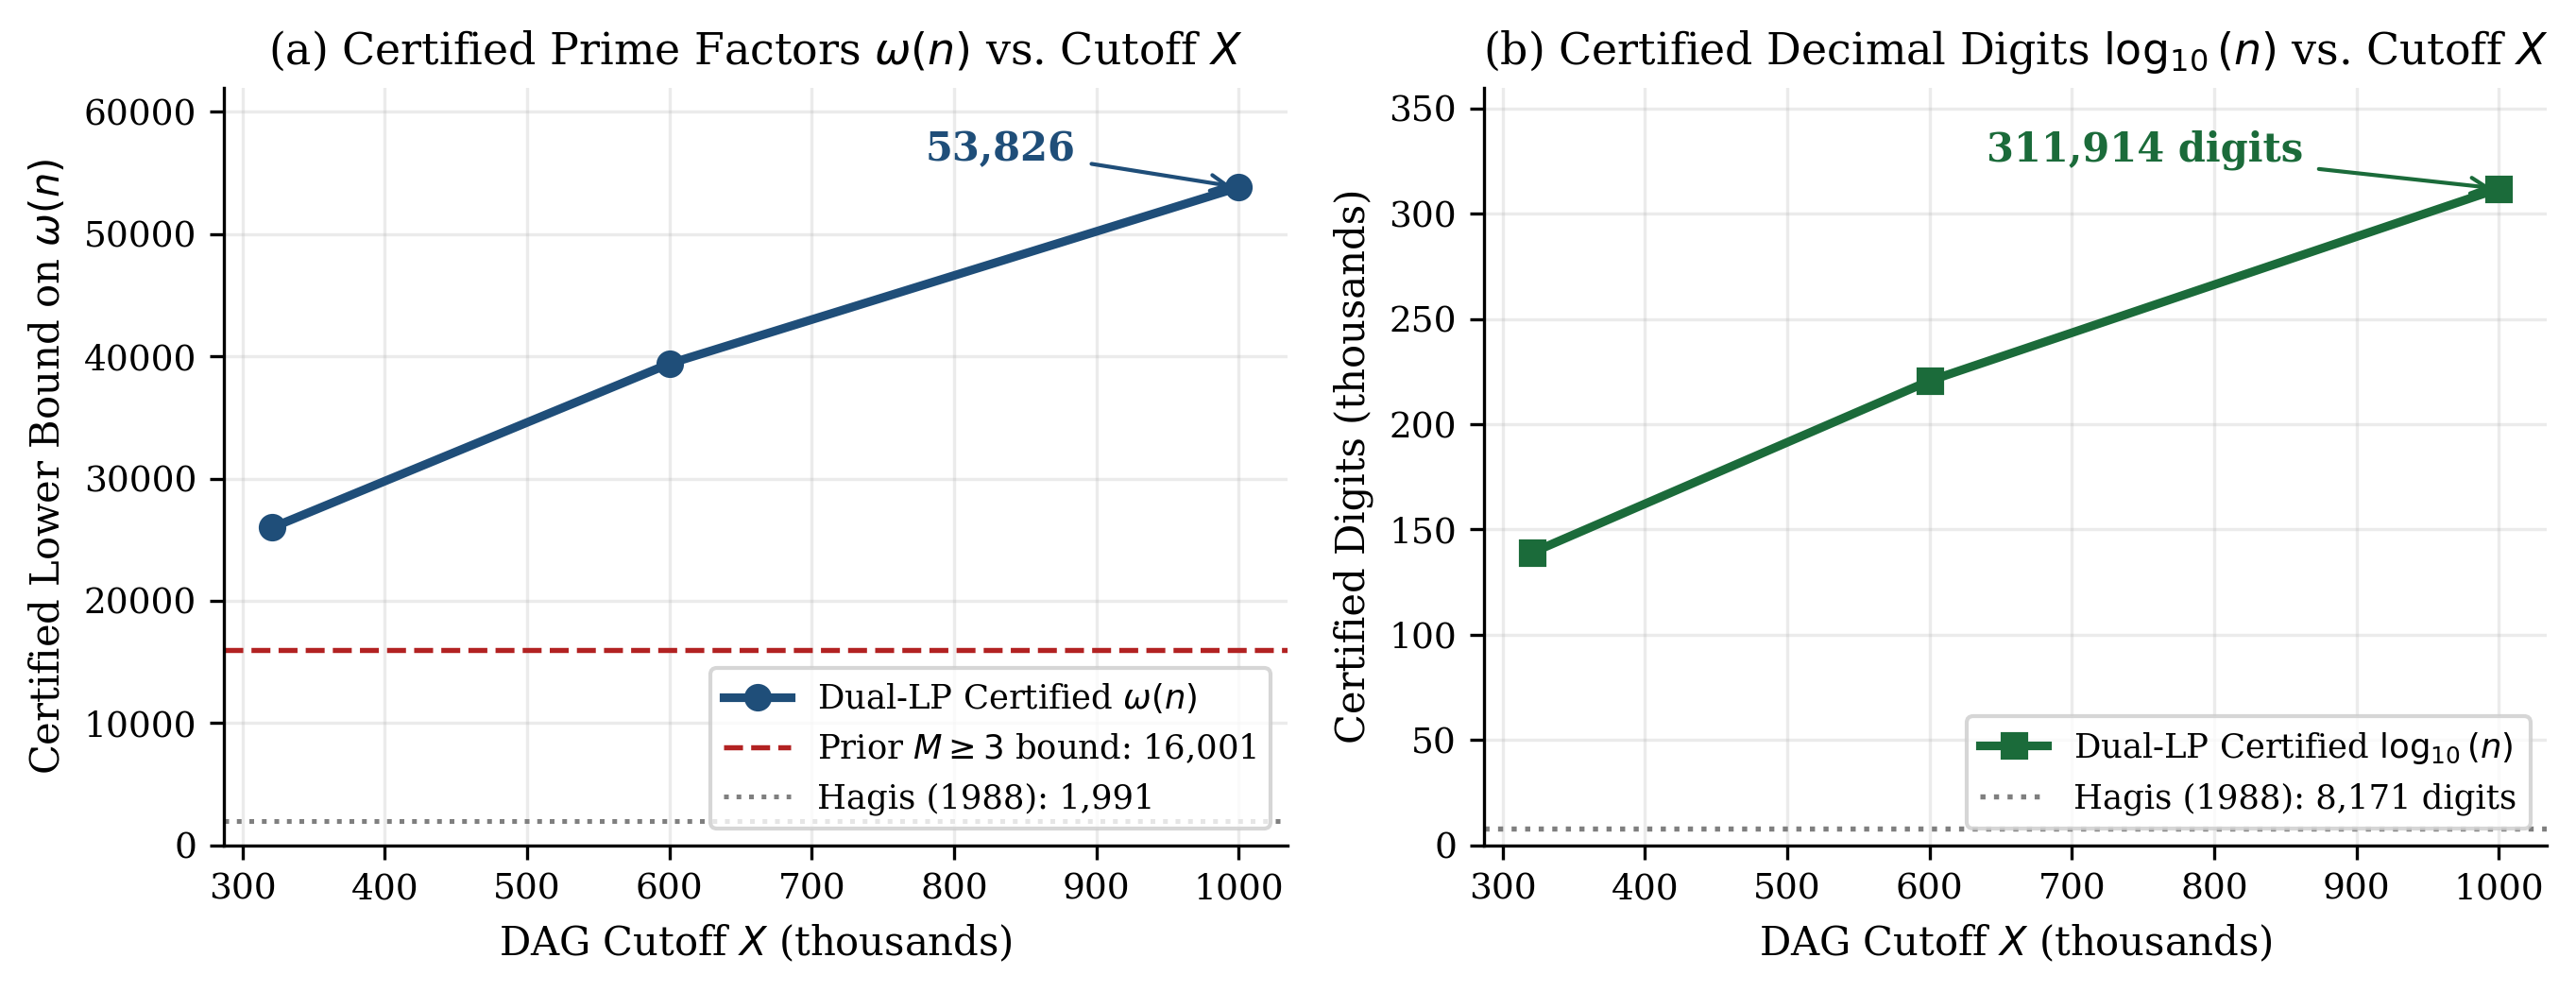 (a) Certified Prime Factors ω(n) vs. Cutoff X
60000
50000
40000
30000
20000
10000
0
Certified Lower Bound on ω(n)
53,826
Dual-LP Certified ω(n)
Prior M ≥ 3 bound: 16,001
Hagis (1988): 1,991
300 400 500 600 700 800 900 1000
DAG Cutoff X (thousands)
(b) Certified Decimal Digits log₁₀ (n) vs. Cutoff X
350
300
250
200
150
100
50
0
Certified Digits (thousands)
311,914 digits
Dual-LP Certified log₁₀ (n)
Hagis (1988): 8,171 digits
300 400 500 600 700 800 900 1000
DAG Cutoff X (thousands)